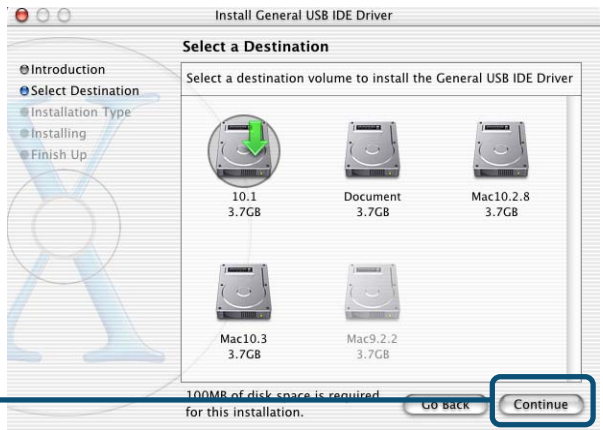 Install General USB IDE Driver
Select a Destination
Introduction
Select Destination
Installation Type
Installing
Finish Up
Select a destination volume to install the General USB IDE Driver
10.1
3.7GB
Document
3.7GB
Mac10.2.8
3.7GB
Mac10.3
3.7GB
Mac9.2.2
3.7GB
100MB of disk space is required
for this installation.
Go Back
Continue